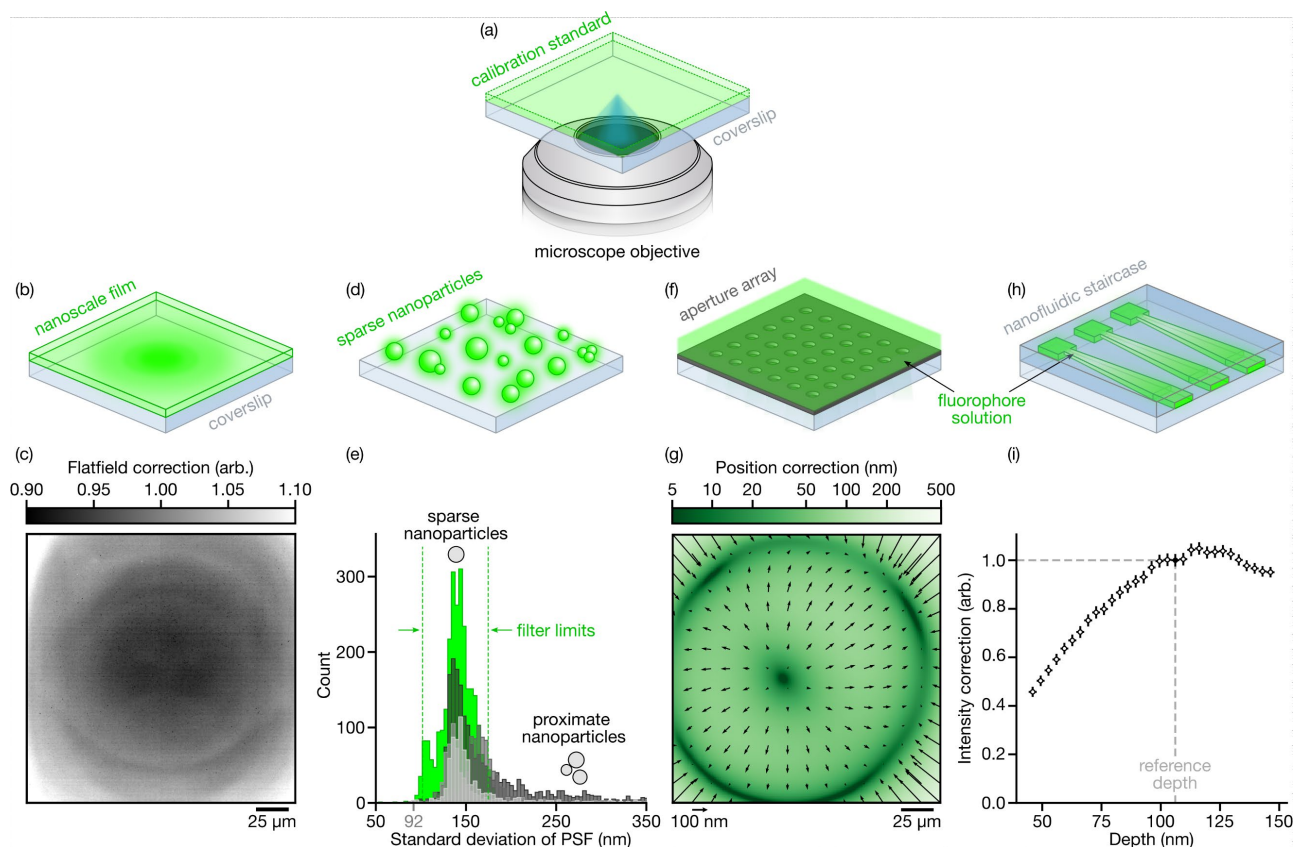 (a)
calibration standard
coverslip
microscope objective
(b)
nanoscale film
coverslip
(d)
sparse nanoparticles
(f)
aperture array
fluorophore
solution
(h)
nanofluidic staircase
(c)
Flatfield correction (arb.)
0.90 0.95 1.00 1.05 1.10
25 µm
(e)
sparse
nanoparticles
filter limits
proximate
nanoparticles
Count
300
200
100
0
50 92 150 250 350
Standard deviation of PSF (nm)
(g)
Position correction (nm)
5 10 20 50 100 200 500
100 nm
25 µm
(i)
Intensity correction (arb.)
1.0
0.8
0.6
0.4
0.2
0.0
reference
depth
50 75 100 125 150
Depth (nm)